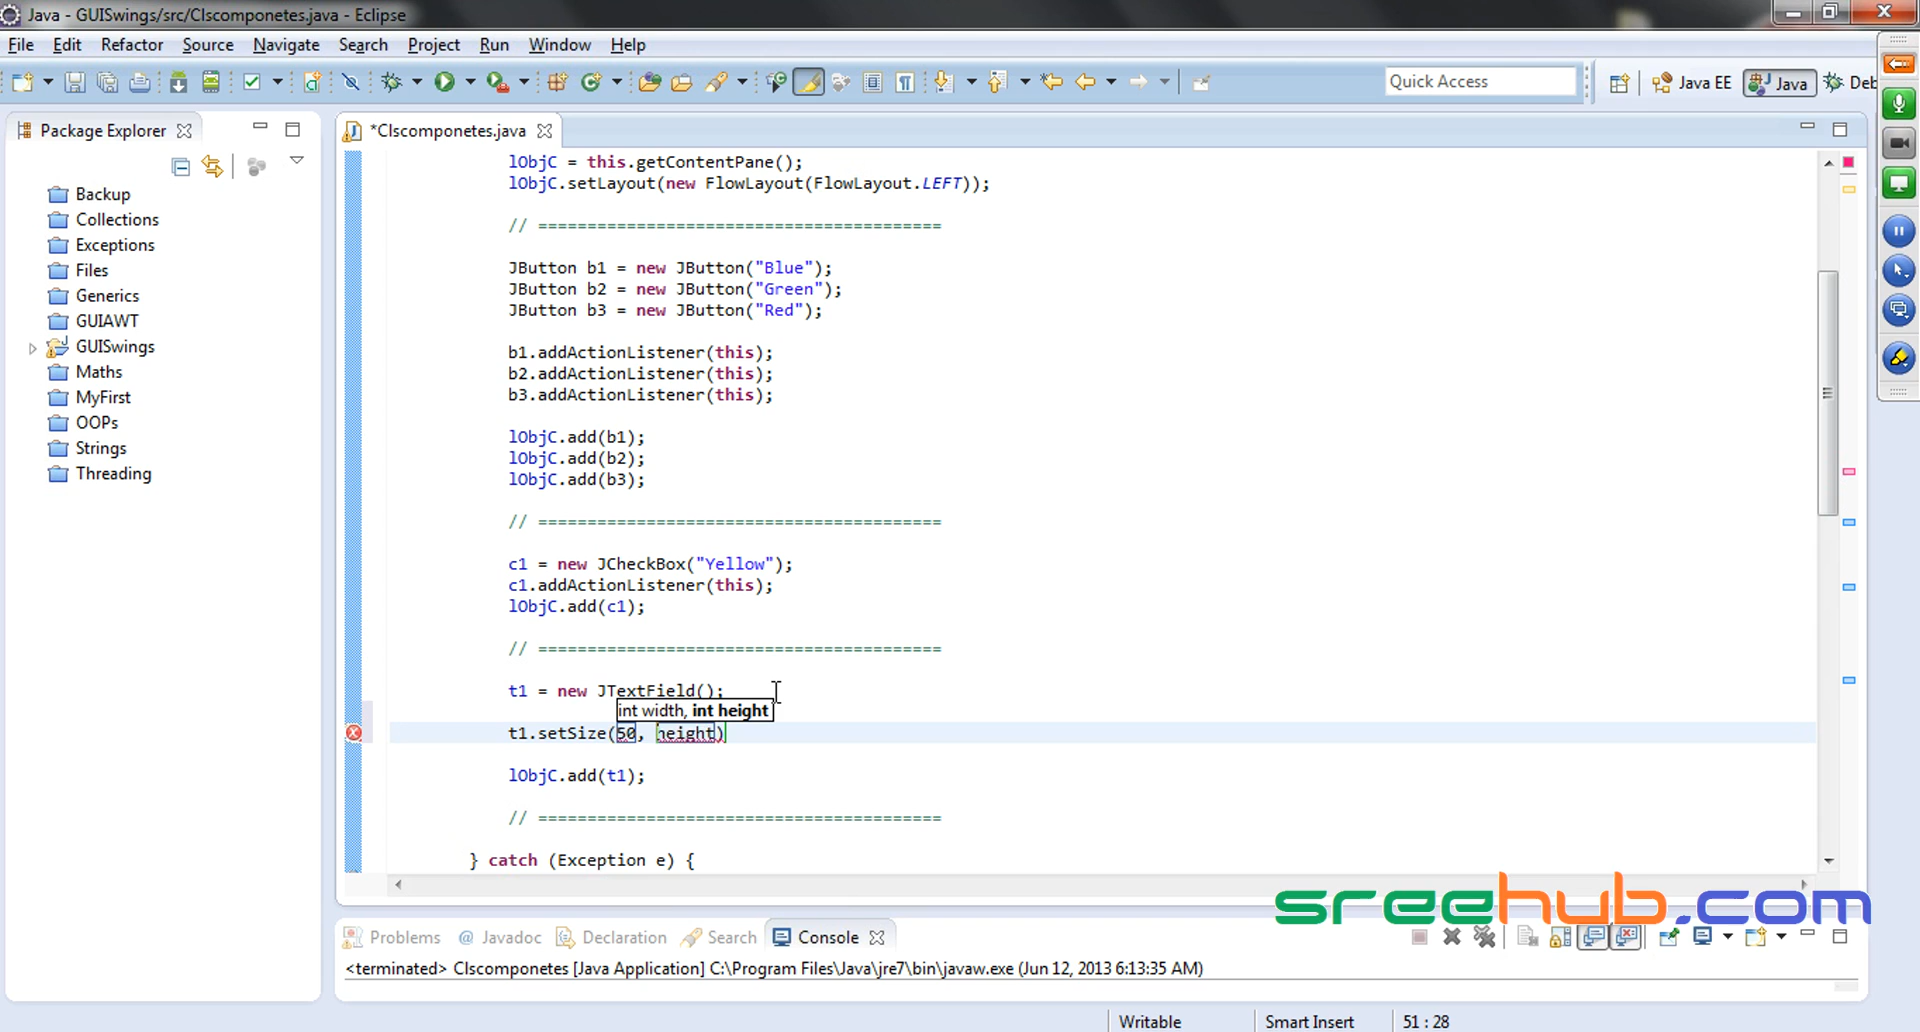 Java - GUISwings/src/Clscomponetes.java - Eclipse
File Edit Refactor Source Navigate Search Project Run Window Help
Quick Access
Java EE
Java
Deb
Package Explorer
*Clscomponetes.java
Backup
Collections
Exceptions
Files
Generics
GUIAWT
GUISwings
Maths
MyFirst
OOPs
Strings
Threading
lObjC = this.getContentPane();
lObjC.setLayout(new FlowLayout(FlowLayout.LEFT));
// =========================================
JButton b1 = new JButton("Blue");
JButton b2 = new JButton("Green");
JButton b3 = new JButton("Red");
b1.addActionListener(this);
b2.addActionListener(this);
b3.addActionListener(this);
lObjC.add(b1);
lObjC.add(b2);
lObjC.add(b3);
// =========================================
c1 = new JCheckBox("Yellow");
c1.addActionListener(this);
lObjC.add(c1);
// =========================================
t1 = new JTextField();
int width, int height
t1.setSize(50, height)
lObjC.add(t1);
// =========================================
} catch (Exception e) {
sreehub.com
Problems @ Javadoc Declaration Search Console
<terminated> Clscomponetes [Java Application] C:\Program Files\Java\jre7\bin\javaw.exe (Jun 12, 2013 6:13:35 AM)
Writable Smart Insert 51 : 28